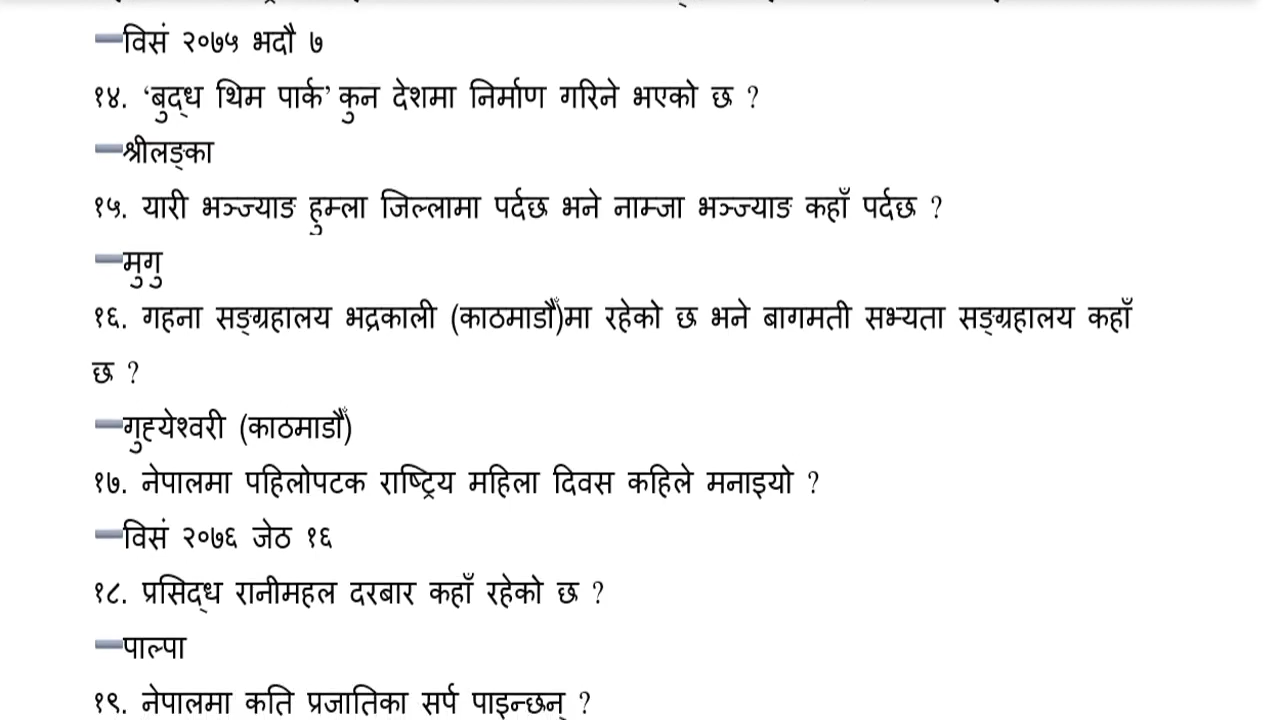 —विसं २०७५ भदौ ७
१४. ‘बुद्ध थिम पार्क’ कुन देशमा निर्माण गरिने भएको छ ?
—श्रीलङ्का
१५. यारी भञ्ज्याङ हुम्ला जिल्लामा पर्दछ भने नाम्जा भञ्ज्याङ कहाँ पर्दछ ?
—मुगु
१६. गहना सङ्ग्रहालय भद्रकाली (काठमाडौँ)मा रहेको छ भने बागमती सभ्यता सङ्ग्रहालय कहाँ
छ ?
—गुह्येश्वरी (काठमाडौँ)
१७. नेपालमा पहिलोपटक राष्ट्रिय महिला दिवस कहिले मनाइयो ?
—विसं २०७६ जेठ १६
१८. प्रसिद्ध रानीमहल दरबार कहाँ रहेको छ ?
—पाल्पा
१९. नेपालमा कति प्रजातिका सर्प पाइन्छन् ?